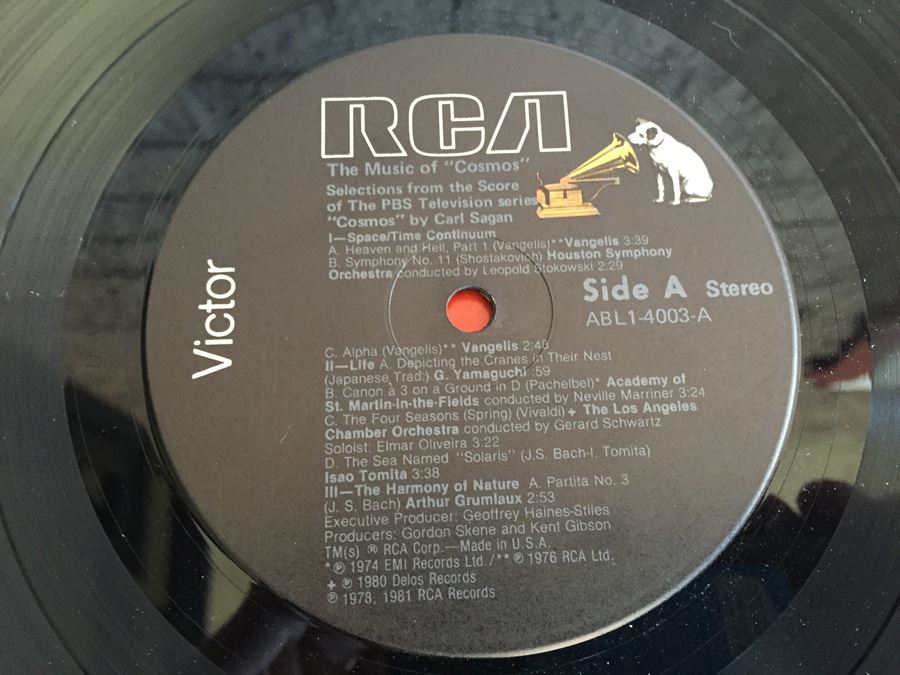 RCA
The Music of "Cosmos"
Selections from the Score
of The PBS Television series
"Cosmos" by Carl Sagan
I—Space/Time Continuum
A. Heaven and Hell, Part 1 (Vangelis)** Vangelis 3:39
B. Symphony No. 11 (Shostakovich) Houston Symphony
Orchestra conducted by Leopold Stokowski 2:29
Side A Stereo
ABL1-4003-A
Victor
C. Alpha (Vangelis)** Vangelis 2:49
II—Life A. Depicting the Cranes in Their Nest
(Japanese Trad.) G. Yamaguchi :59
B. Canon à 3 on a Ground in D (Pachelbel)* Academy of
St. Martin-in-the-Fields conducted by Neville Marriner 3:24
C. The Four Seasons (Spring) (Vivaldi) + The Los Angeles
Chamber Orchestra conducted by Gerard Schwartz
Soloist: Elmar Oliveira 3:22
D. The Sea Named "Solaris" (J.S. Bach-I. Tomita)
Isao Tomita 3:38
III—The Harmony of Nature A. Partita No. 3
(J. S. Bach) Arthur Grumlaux 2:53
Executive Producer: Geoffrey Haines-Stiles
Producers: Gordon Skene and Kent Gibson
TM(s) ® RCA Corp.—Made in U.S.A.
*℗ 1974 EMI Records Ltd./** ℗ 1976 RCA Ltd.
+ ℗ 1980 Delos Records
℗ 1978, 1981 RCA Records